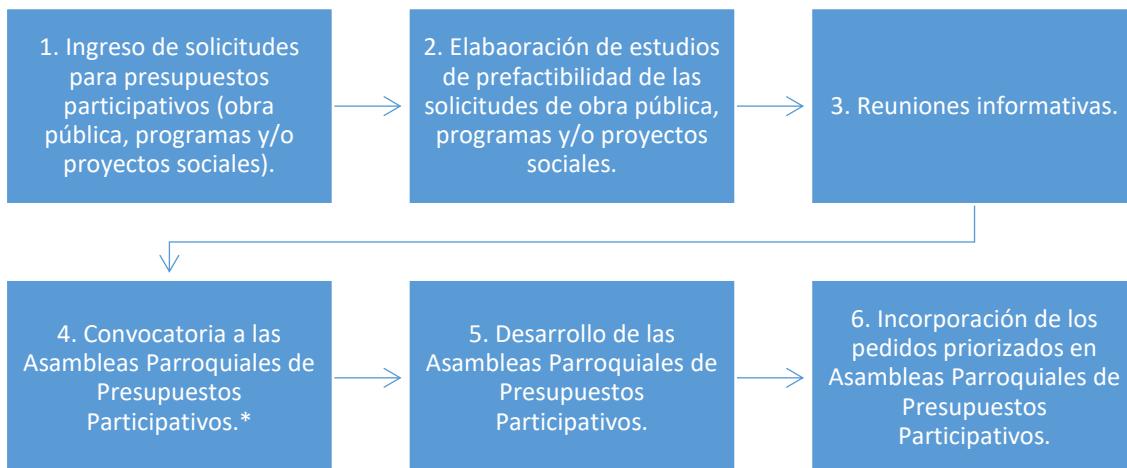 1. Ingreso de solicitudes
para presupuestos
participativos (obra
pública, programas y/o
proyectos sociales).
2. Elabaoración de estudios
de prefactibilidad de las
solicitudes de obra pública,
programas y/o proyectos
sociales.
3. Reuniones informativas.
4. Convocatoria a las
Asambleas Parroquiales de
Presupuestos
Participativos.*
5. Desarrollo de las
Asambleas Parroquiales de
Presupuestos
Participativos.
6. Incorporación de los
pedidos priorizados en
Asambleas Parroquiales de
Presupuestos
Participativos.